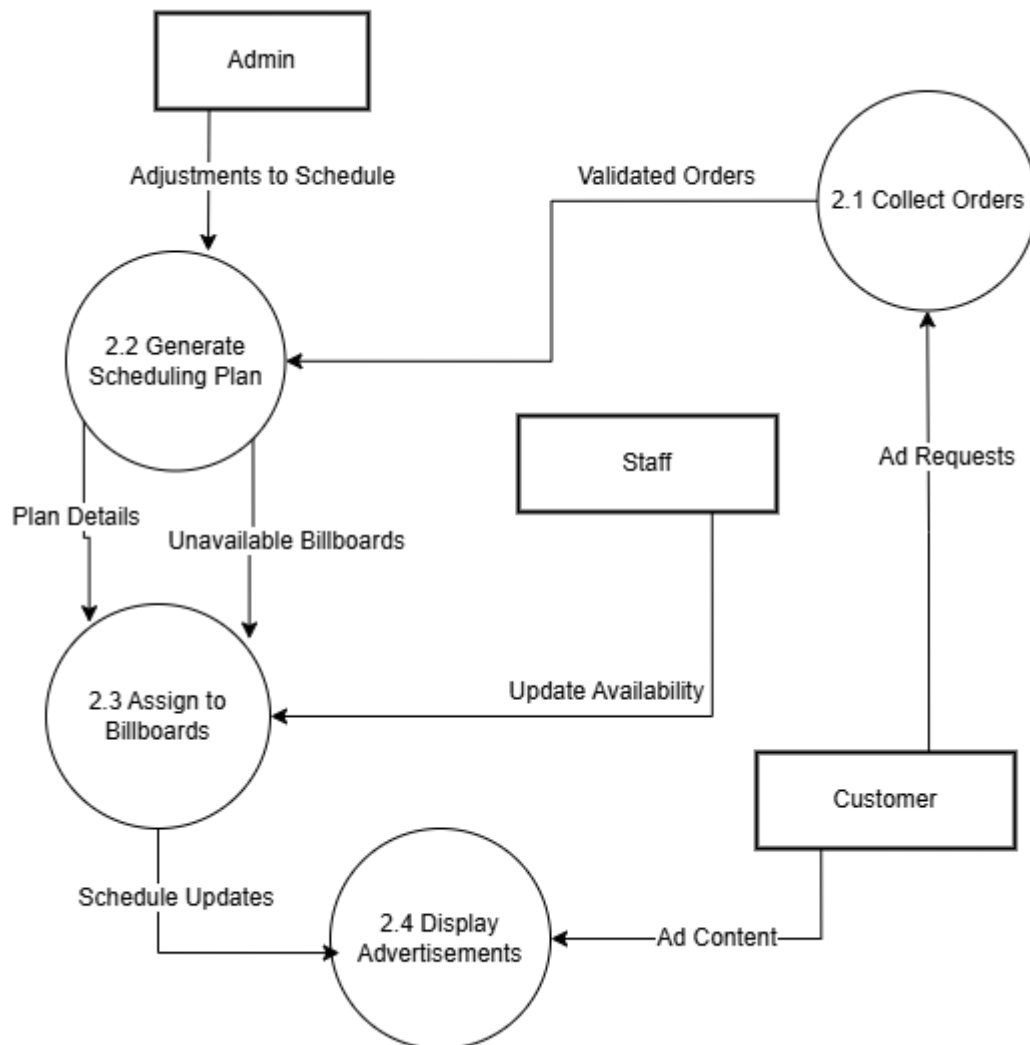 Admin
Adjustments to Schedule
Validated Orders
2.1 Collect Orders
2.2 Generate
Scheduling Plan
Staff
Ad Requests
Plan Details
Unavailable Billboards
Update Availability
2.3 Assign to
Billboards
Customer
Schedule Updates
2.4 Display
Advertisements
Ad Content